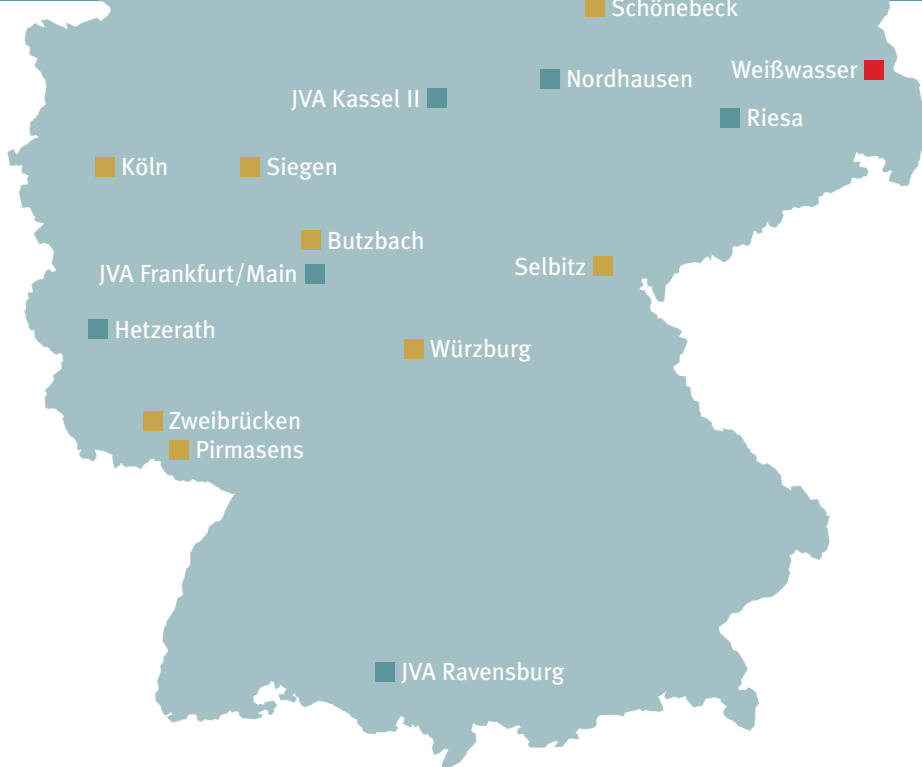 Schönebeck
Weißwasser
Nordhausen
JVA Kassel II
Riesa
Köln
Siegen
Butzbach
Selbitz
JVA Frankfurt/Main
Hetzerath
Würzburg
Zweibrücken
Pirmasens
JVA Ravensburg